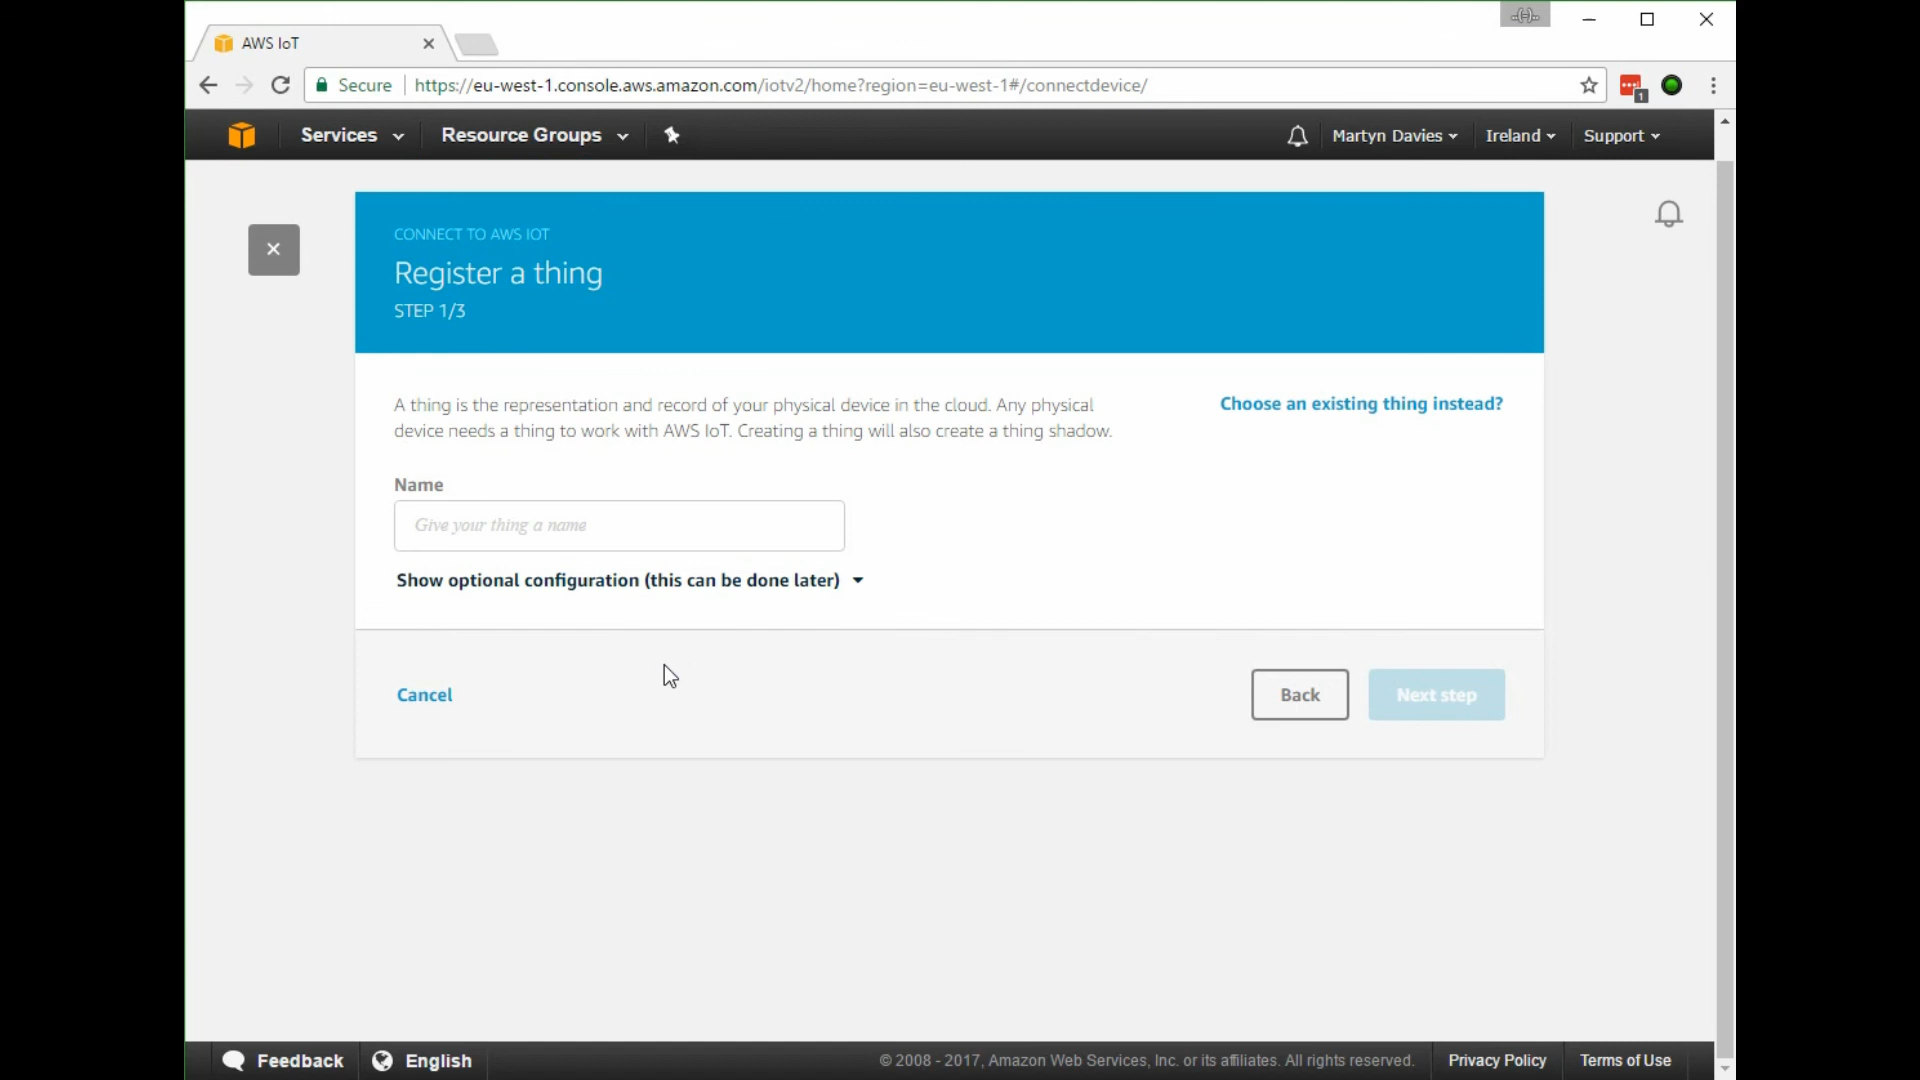 AWS IoT
Secure https://eu-west-1.console.aws.amazon.com/iotv2/home?region=eu-west-1#/connectdevice/
1
Services Resource Groups Martyn Davies Ireland Support
CONNECT TO AWS IOT
Register a thing
STEP 1/3
A thing is the representation and record of your physical device in the cloud. Any physical
device needs a thing to work with AWS IoT. Creating a thing will also create a thing shadow.
Choose an existing thing instead?
Name
Give your thing a name
Show optional configuration (this can be done later)
Cancel Back Next step
Feedback English © 2008 - 2017, Amazon Web Services, Inc. or its affiliates. All rights reserved. Privacy Policy Terms of Use